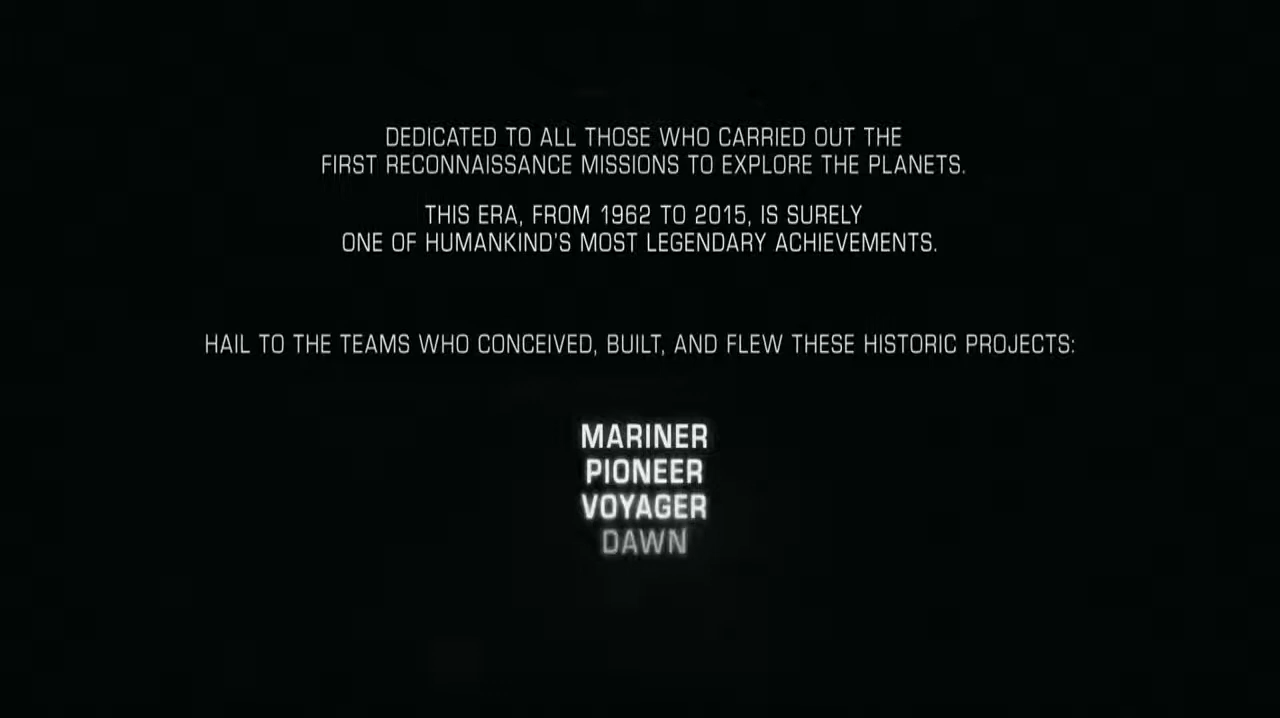 DEDICATED TO ALL THOSE WHO CARRIED OUT THE
FIRST RECONNAISSANCE MISSIONS TO EXPLORE THE PLANETS.
THIS ERA, FROM 1962 TO 2015, IS SURELY
ONE OF HUMANKIND'S MOST LEGENDARY ACHIEVEMENTS.
HAIL TO THE TEAMS WHO CONCEIVED, BUILT, AND FLEW THESE HISTORIC PROJECTS:
MARINER
PIONEER
VOYAGER
DAWN